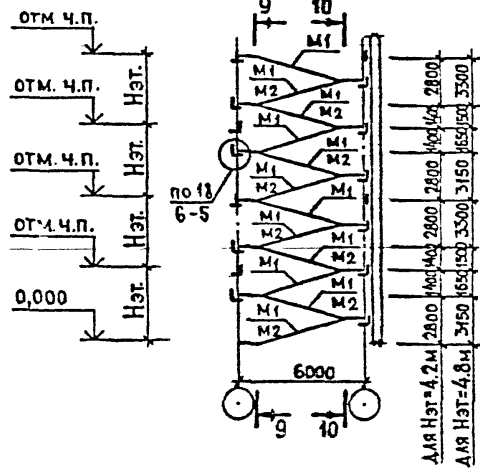 9 10
ОТМ Ч.П.
ОТМ. Ч.П.
ОТМ. Ч.П.
ОТМ. Ч.П.
0,000
Нэт.
Нэт.
Нэт.
Нэт.
М1
М1
М2
М1
М2
М1
М1
М2
М1
М2
М1
М1
М2
М1
М2
М1
М1
М2
М1
М2
по 18
6-5
6000
9 10
2800
1400
1400
2800
2800
1400
1400
2800
ДЛЯ Нэт=4.2м
3300
1500
1650
3150
3300
1500
1650
3150
ДЛЯ Нэт=4.8м